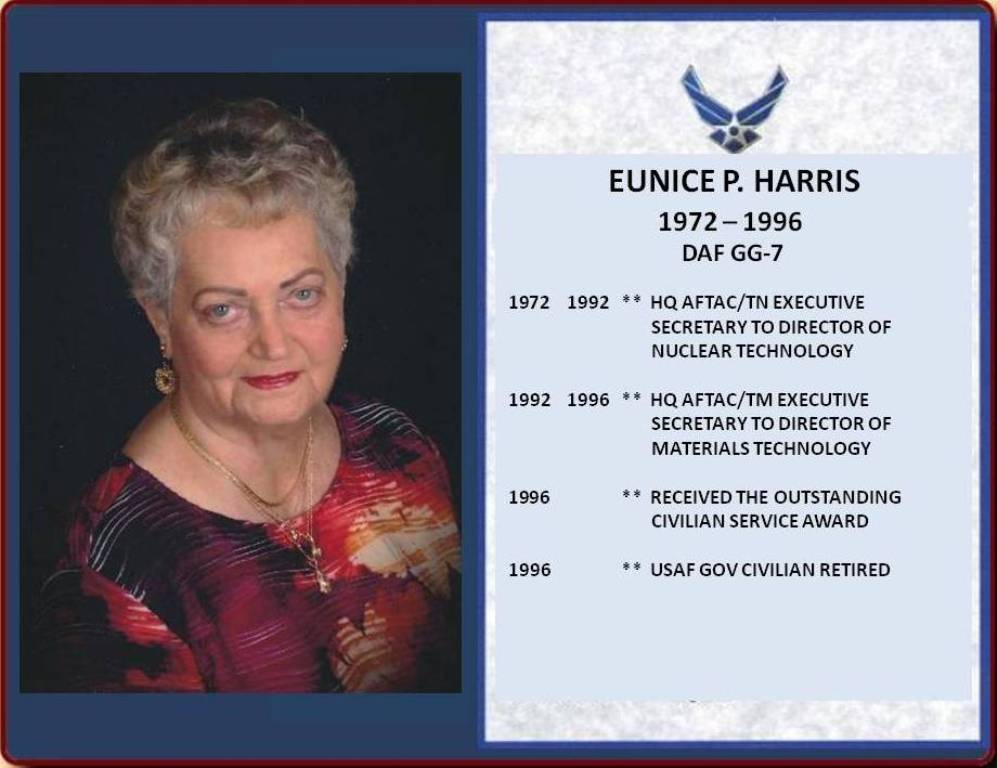 EUNICE P. HARRIS
1972 – 1996
DAF GG-7
1972 1992 ** HQ AFTAC/TN EXECUTIVE
SECRETARY TO DIRECTOR OF
NUCLEAR TECHNOLOGY
1992 1996 ** HQ AFTAC/TM EXECUTIVE
SECRETARY TO DIRECTOR OF
MATERIALS TECHNOLOGY
1996 ** RECEIVED THE OUTSTANDING
CIVILIAN SERVICE AWARD
1996 ** USAF GOV CIVILIAN RETIRED